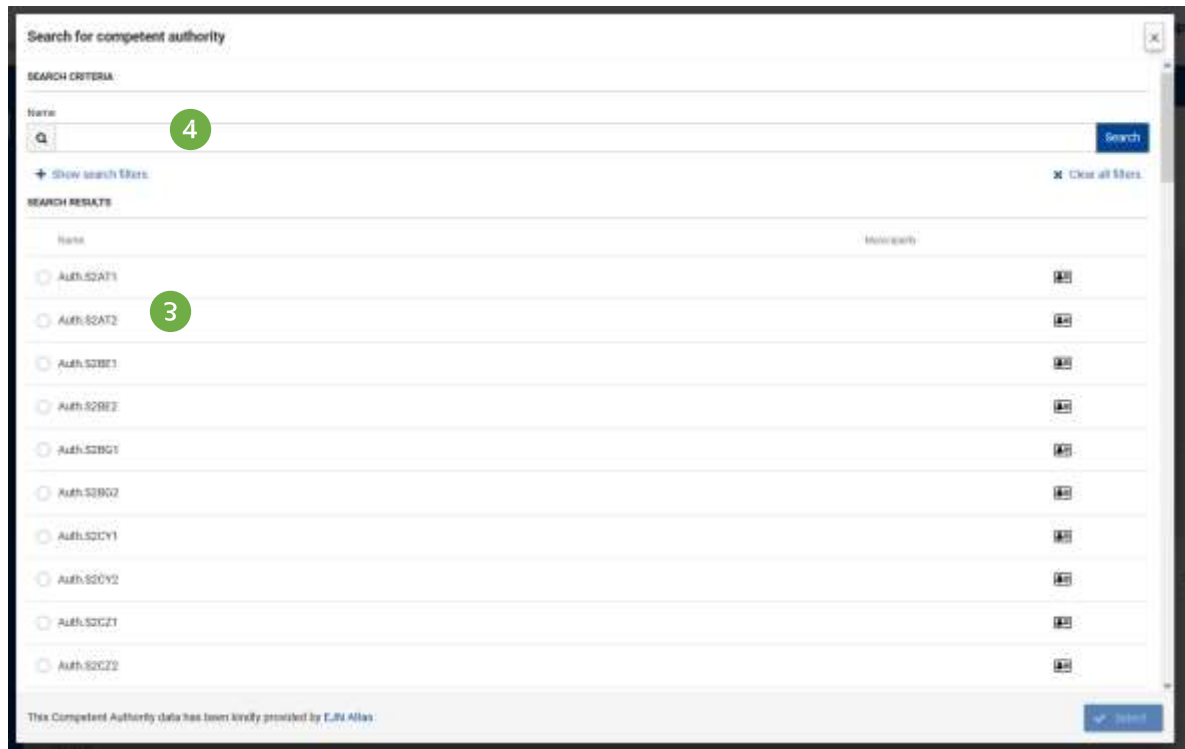 Search for competent authority
×
SEARCH CRITERIA
Name
4
Search
+ Show search filters
× Clear all filters
SEARCH RESULTS
Name Municipality
Auth.S2AT1
3
Auth.S2AT2
Auth.S2BE1
Auth.S2BE2
Auth.S2BG1
Auth.S2BG2
Auth.S2CY1
Auth.S2CY2
Auth.S2CZ1
Auth.S2CZ2
This Competent Authority data has been kindly provided by EJN Atlas
Select